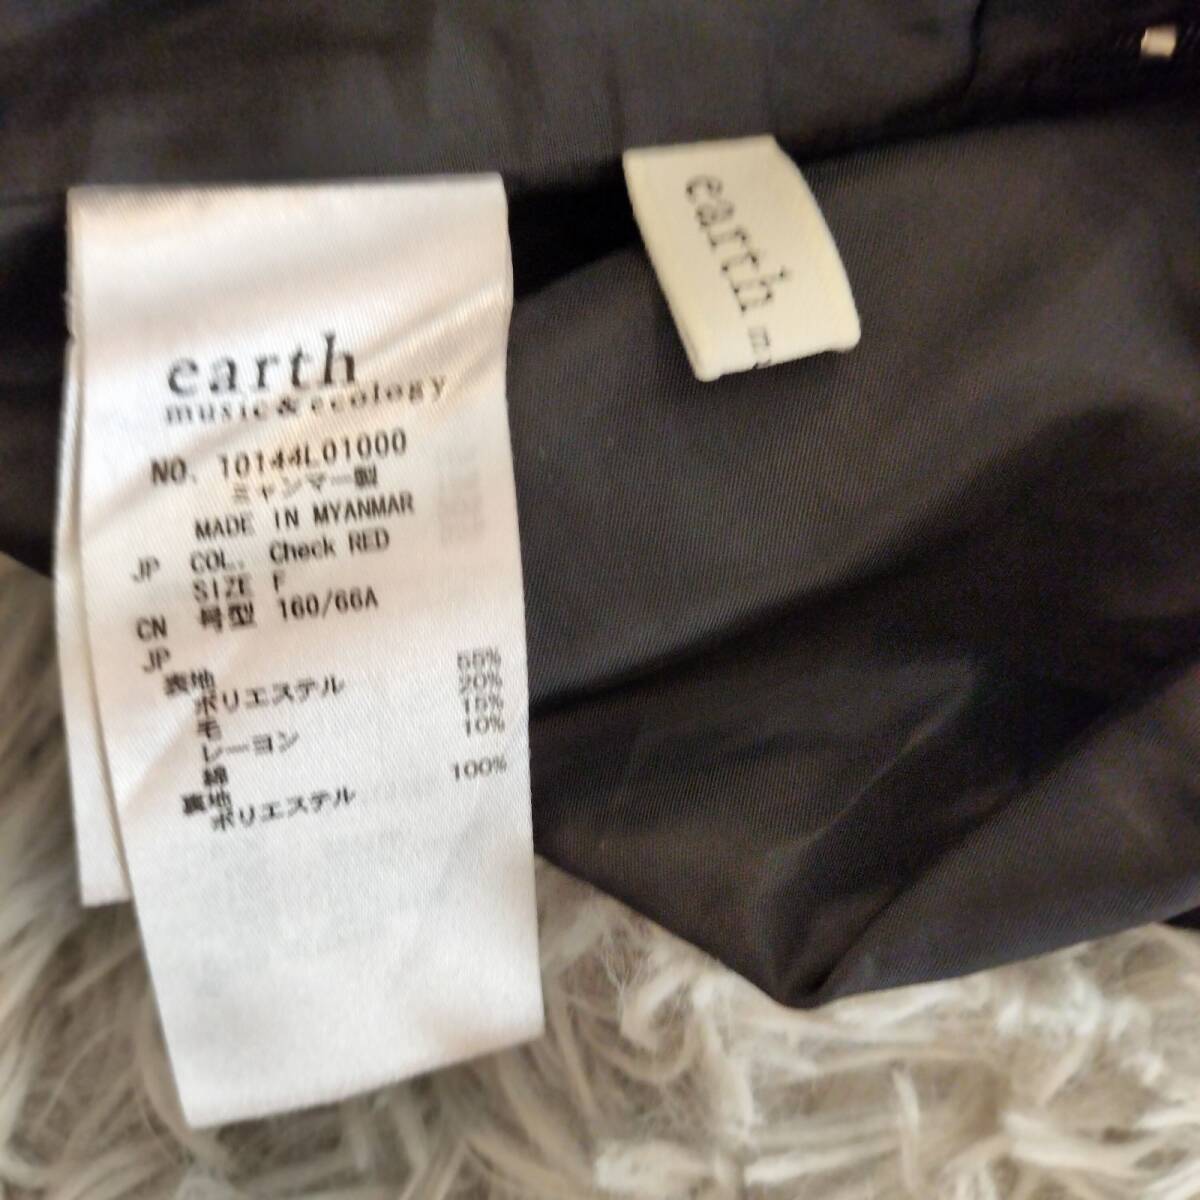 earth
music&ecology
NO. 10144L01000
ミャンマー製
MADE IN MYANMAR
JP COL. Check RED
SIZE F
CN 号型 160/66A
JP
表地
ポリエステル 55%
毛 20%
レーヨン 15%
綿 10%
裏地
ポリエステル 100%
earth